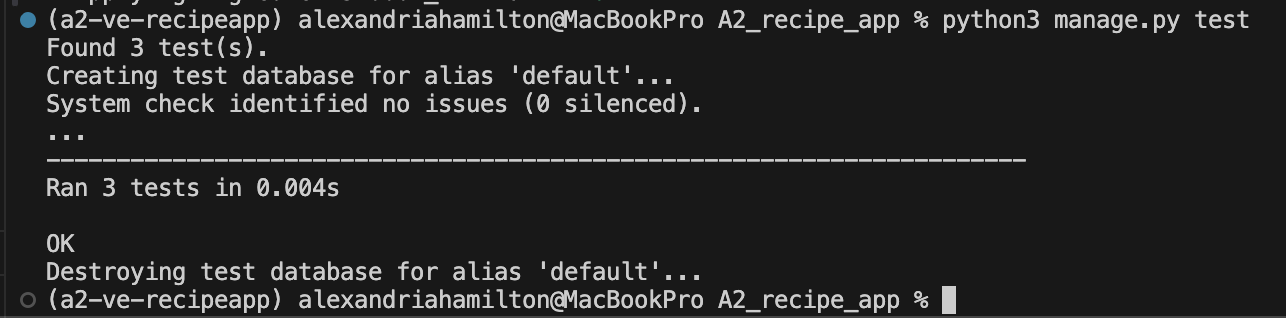 (a2-ve-recipeapp) alexandriahamilton@MacBookPro A2_recipe_app % python3 manage.py test
Found 3 test(s).
Creating test database for alias 'default'...
System check identified no issues (0 silenced).
...
----------------------------------------------------------------------
Ran 3 tests in 0.004s
OK
Destroying test database for alias 'default'...
(a2-ve-recipeapp) alexandriahamilton@MacBookPro A2_recipe_app %